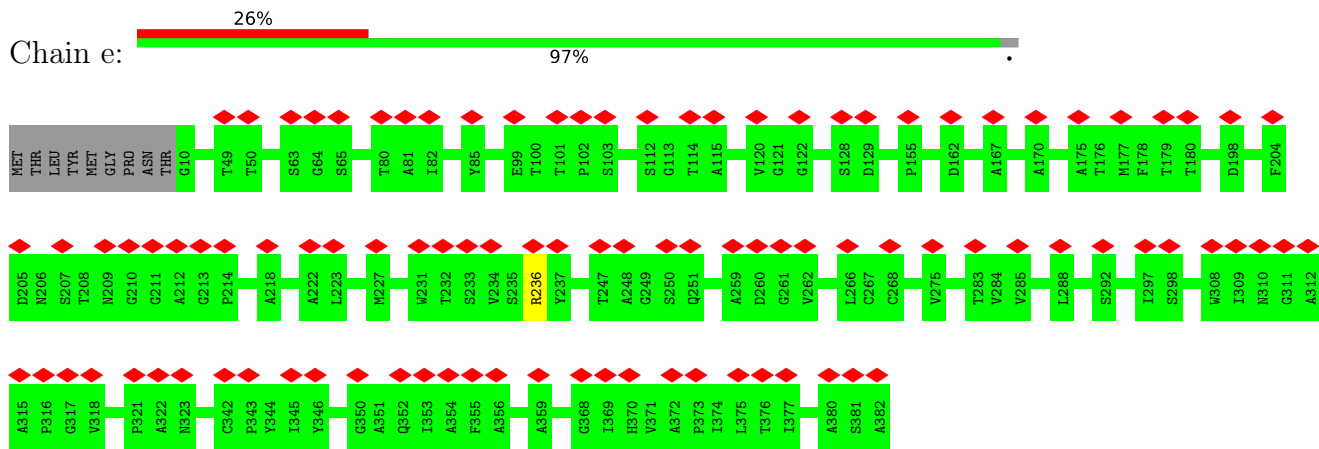 26%
Chain e:
97%
.
MET THR LEU TYR MET GLY PRO ASN THR G10 T49 T50 S63 G64 S65 T80 A81 I82 Y85 E99 T100 T101 P102 S103 S112 G113 T114 A115 V120 G121 G122 S128 D129 P155 D162 A167 A170 A175 T176 M177 F178 T179 T180 D198 F204
D205 N206 S207 T208 N209 G210 G211 A212 G213 P214 A218 A222 L223 M227 W231 T232 S233 V234 S235 R236 Y237 T247 A248 G249 S250 Q251 A259 D260 G261 V262 L266 C267 C268 V275 T283 V284 V285 L288 S292 I297 S298 W308 I309 N310 G311 A312
A315 P316 G317 V318 P321 A322 N323 C342 P343 Y344 I345 Y346 G350 A351 Q352 I353 A354 F355 A356 A359 G368 I369 H370 V371 A372 P373 I374 L375 T376 I377 A380 S381 A382